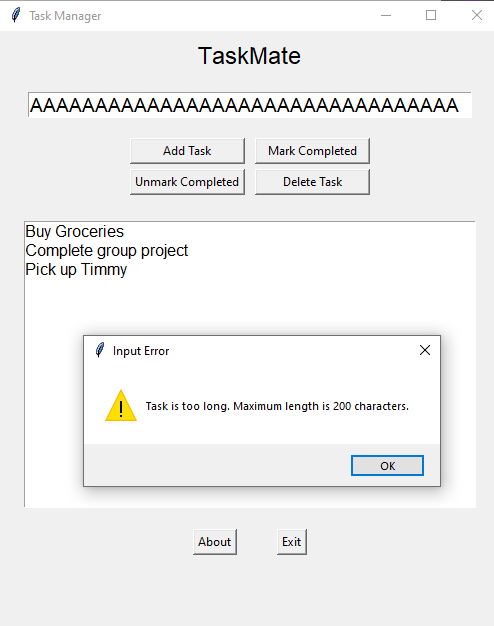 Task Manager
TaskMate
AAAAAAAAAAAAAAAAAAAAAAAAAAAAAAAAA
Add Task Mark Completed
Unmark Completed Delete Task
Buy Groceries
Complete group project
Pick up Timmy
Input Error
Task is too long. Maximum length is 200 characters.
OK
About Exit